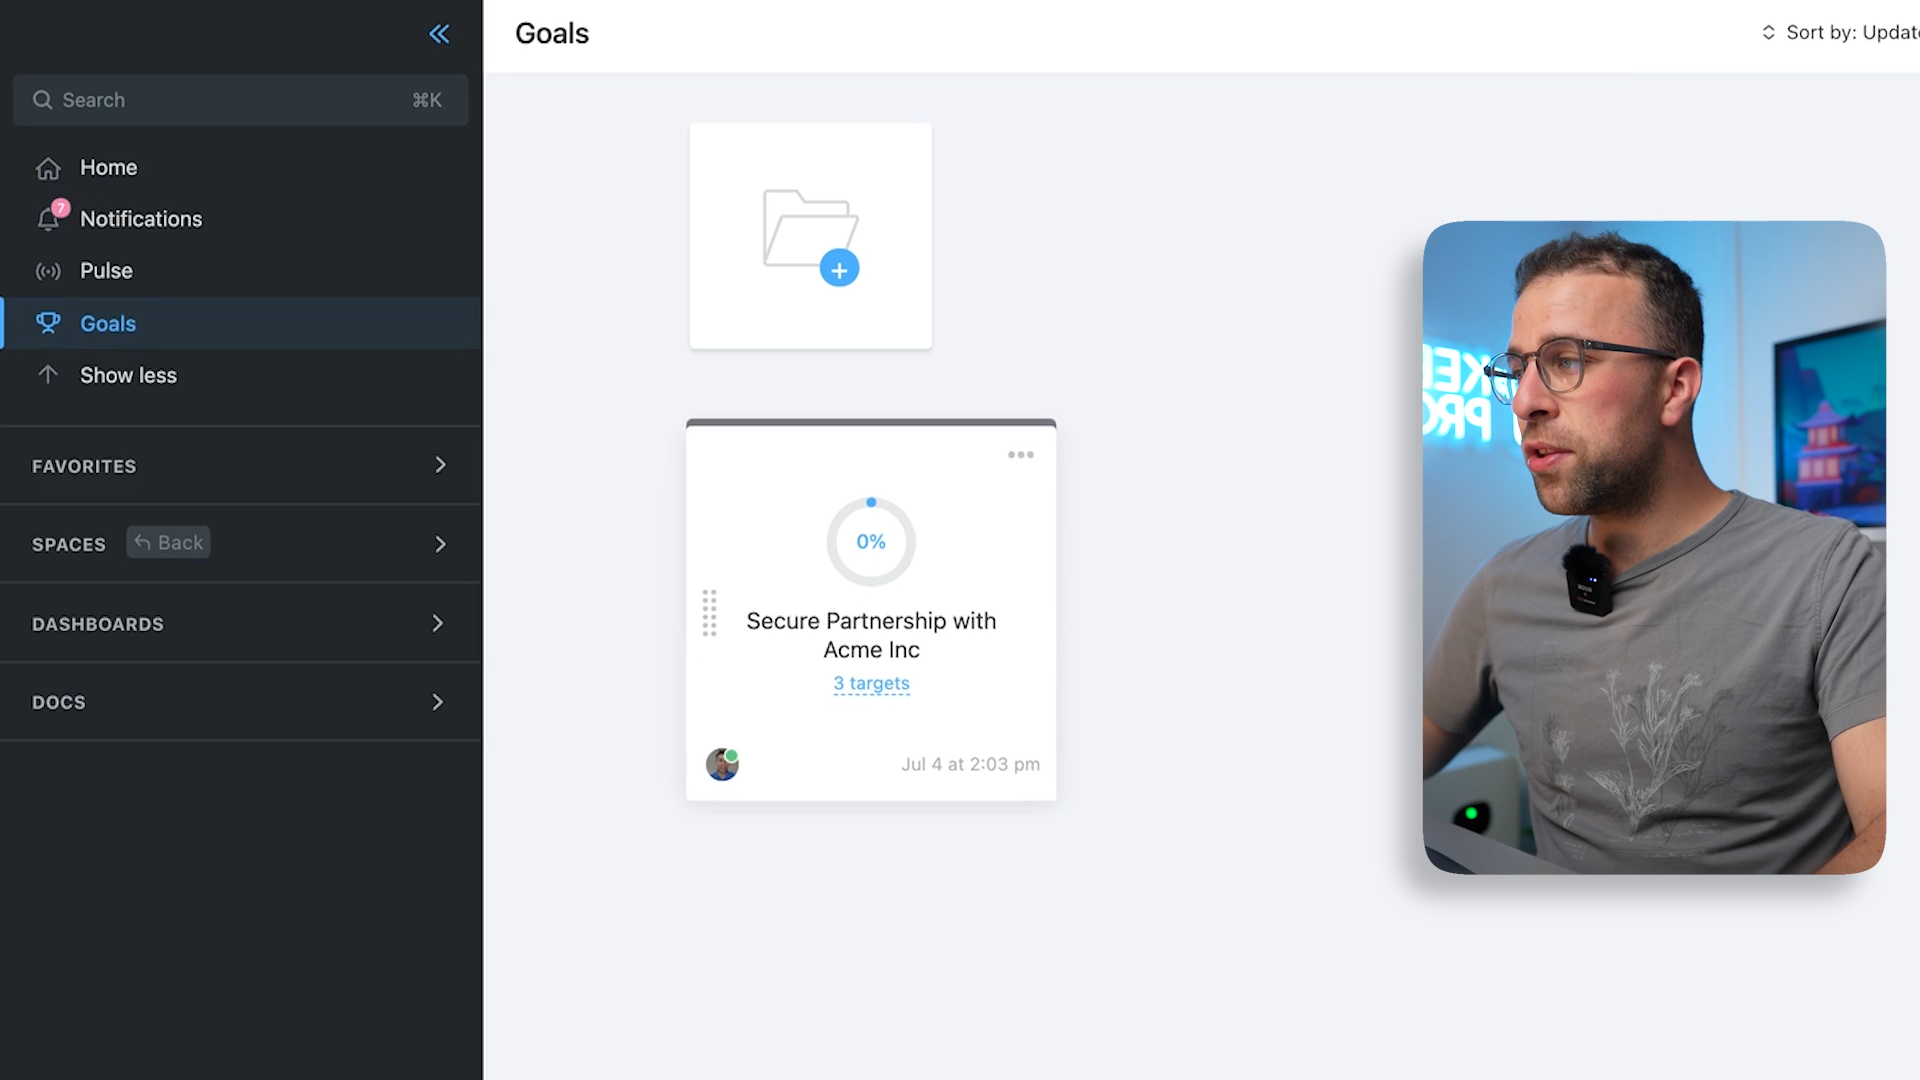 Goals
Sort by: Update
Search
⌘K
Home
7
Notifications
Pulse
Goals
Show less
FAVORITES
SPACES
Back
DASHBOARDS
DOCS
0%
Secure Partnership with
Acme Inc
3 targets
Jul 4 at 2:03 pm